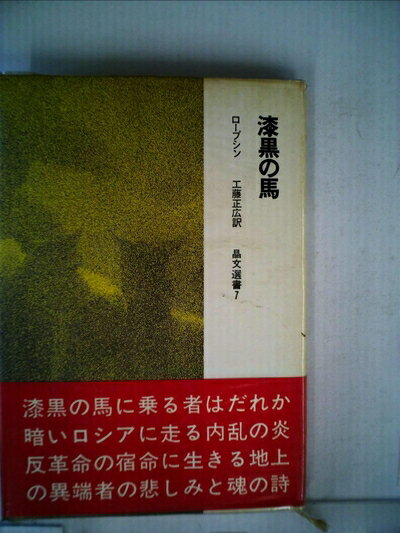 漆黒の馬
ロープシン 工藤正広訳 晶文選書7
漆黒の馬に乗る者はだれか
暗いロシアに走る内乱の炎
反革命の宿命に生きる地上
の異端者の悲しみと魂の詩